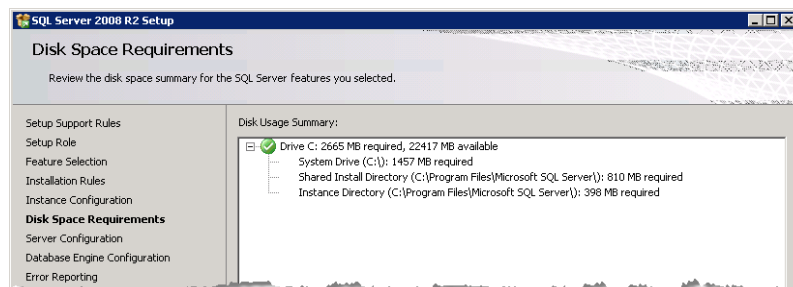 SQL Server 2008 R2 Setup
Disk Space Requirements
Review the disk space summary for the SQL Server features you selected.
Setup Support Rules
Setup Role
Feature Selection
Installation Rules
Instance Configuration
Disk Space Requirements
Server Configuration
Database Engine Configuration
Error Reporting
Disk Usage Summary:
Drive C: 2665 MB required, 22417 MB available
System Drive (C:\): 1457 MB required
Shared Install Directory (C:\Program Files\Microsoft SQL Server\): 810 MB required
Instance Directory (C:\Program Files\Microsoft SQL Server\): 398 MB required